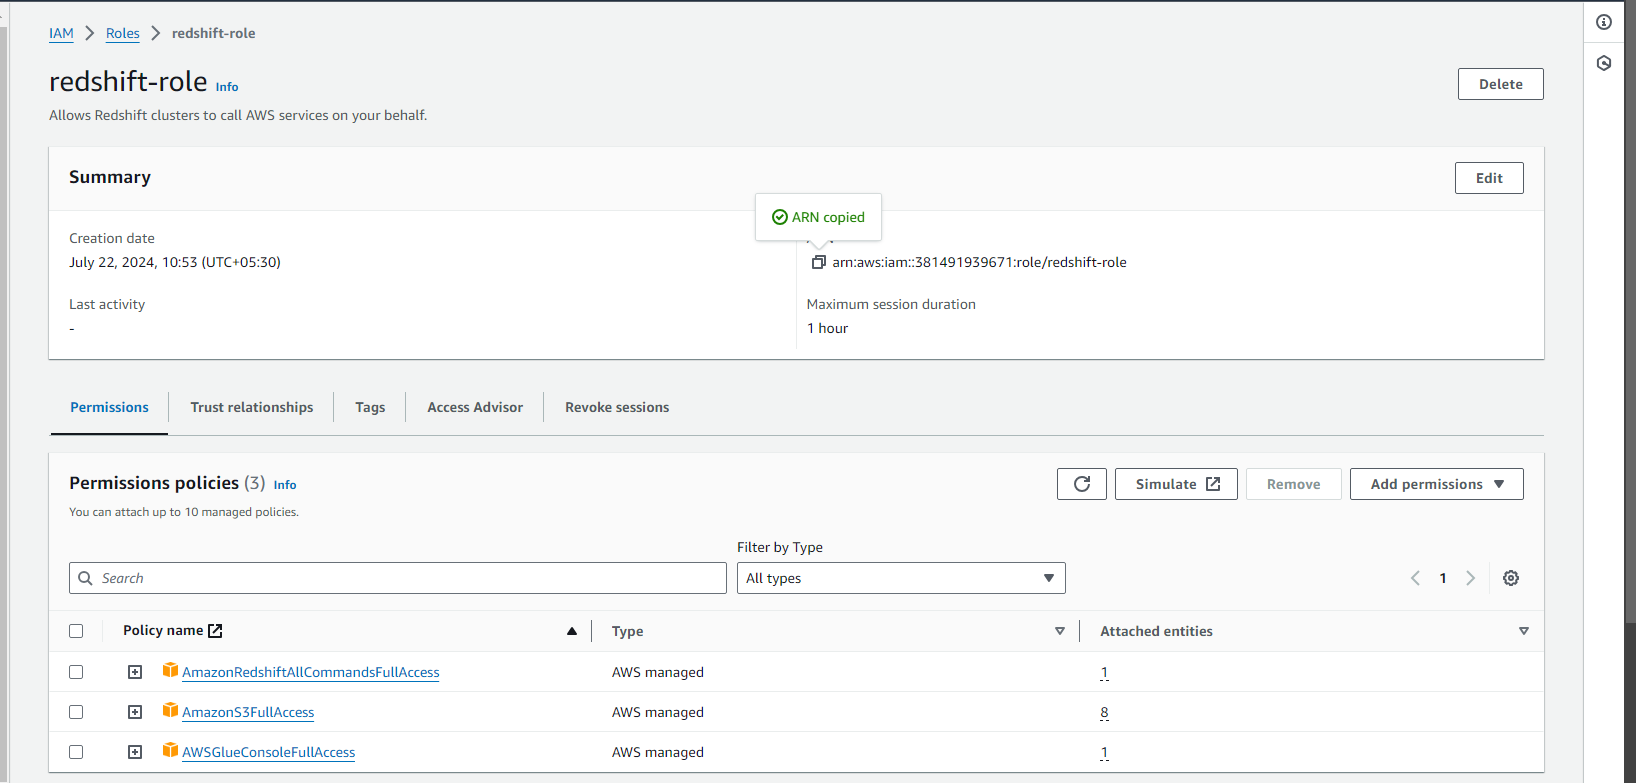 IAM > Roles > redshift-role
redshift-role Info
Delete
Allows Redshift clusters to call AWS services on your behalf.
Summary
Edit
ARN copied
Creation date
July 22, 2024, 10:53 (UTC+05:30)
arn:aws:iam::381491939671:role/redshift-role
Last activity
-
Maximum session duration
1 hour
Permissions
Trust relationships
Tags
Access Advisor
Revoke sessions
Permissions policies (3) Info
You can attach up to 10 managed policies.
Simulate
Remove
Add permissions
Filter by Type
Search
All types
1
Policy name
Type
Attached entities
AmazonRedshiftAllCommandsFullAccess AWS managed 1
AmazonS3FullAccess AWS managed 8
AWSGlueConsoleFullAccess AWS managed 1